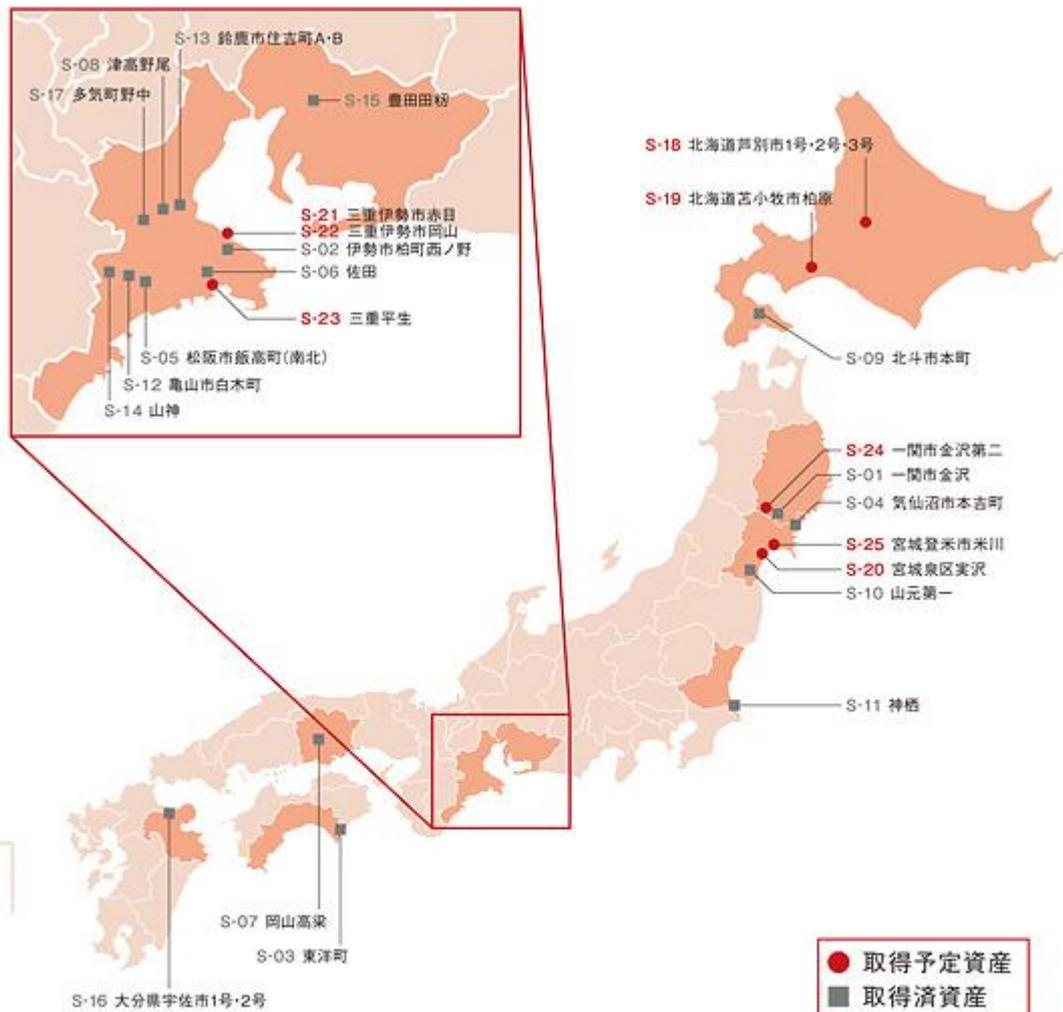 S-13 鈴鹿市住吉町A・B
S-08 津高野尾
S-17 多気町野中
S-15 豊田田籾
S-21 三重伊勢市赤目
S-22 三重伊勢市岡山
S-02 伊勢市柏町西ノ野
S-06 佐田
S-23 三重平生
S-05 松阪市飯高町(南北)
S-12 亀山市白木町
S-14 山神
S-18 北海道芦別市1号・2号・3号
S-19 北海道苫小牧市柏原
S-09 北斗市本町
S-24 一関市金沢第二
S-01 一関市金沢
S-04 気仙沼市本吉町
S-25 宮城登米市米川
S-20 宮城泉区実沢
S-10 山元第一
S-11 神栖
S-07 岡山高梁
S-03 東洋町
S-16 大分県宇佐市1号・2号
取得予定資産
取得済資産